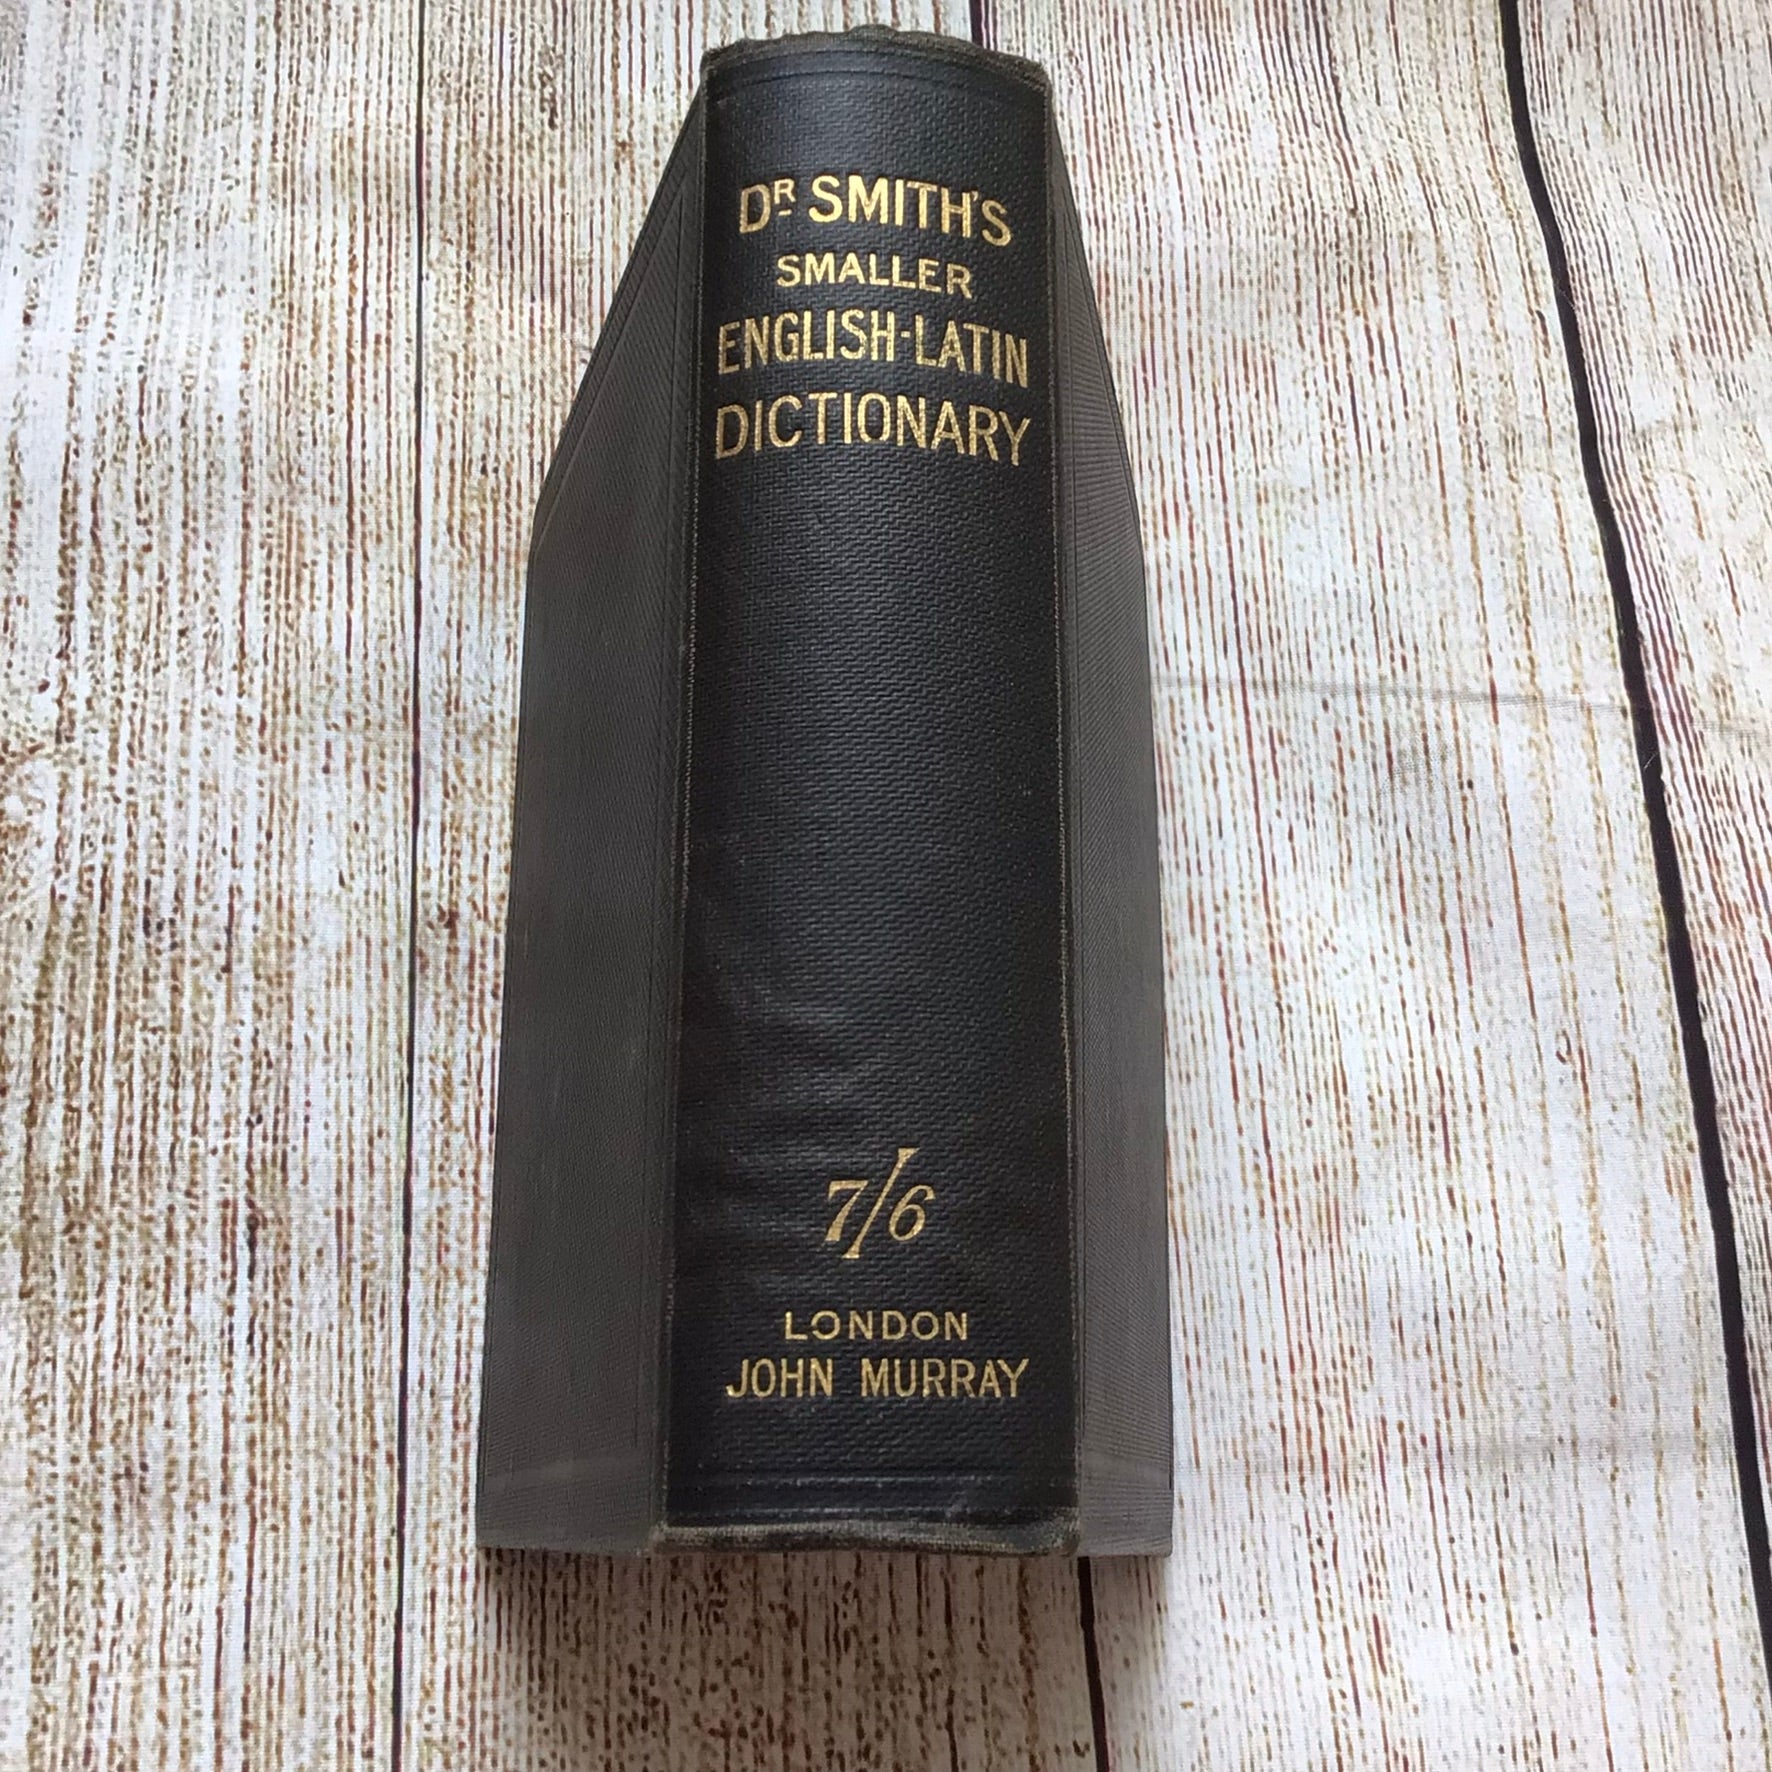 DR SMITH'S
SMALLER
ENGLISH-LATIN
DICTIONARY
7/6
LONDON
JOHN MURRAY